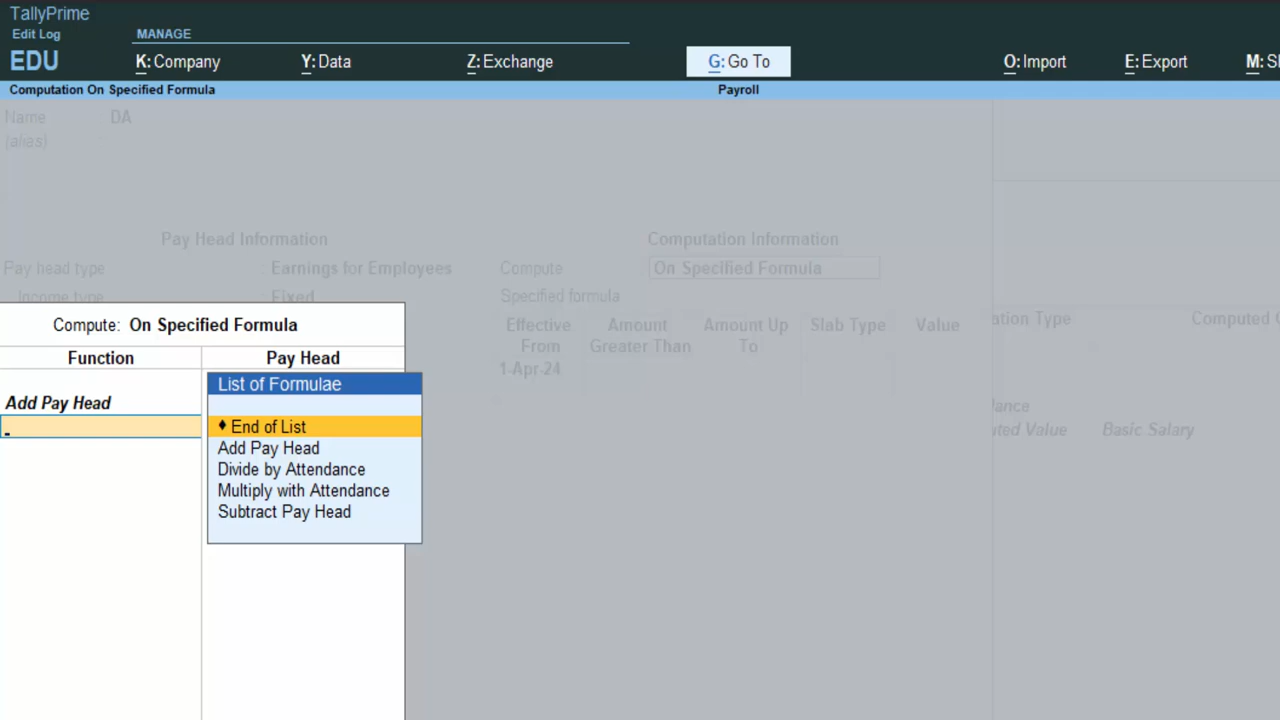 TallyPrime
Edit Log
EDU
MANAGE
K: Company
Y: Data
Z: Exchange
G: Go To
O: Import
E: Export
Computation On Specified Formula
Payroll
Name DA
(alias)
Pay Head Information
Computation Information
Pay head type : Earnings for Employees
Compute On Specified Formula
Income type : Fixed
Specified formula
Effective From
Amount Greater Than
Amount Up To
Slab Type
Value
1-Apr-24
Compute: On Specified Formula
Function
Pay Head
Add Pay Head
List of Formulae
♦ End of List
Add Pay Head
Divide by Attendance
Multiply with Attendance
Subtract Pay Head
Type
Computed
Value
Basic Salary